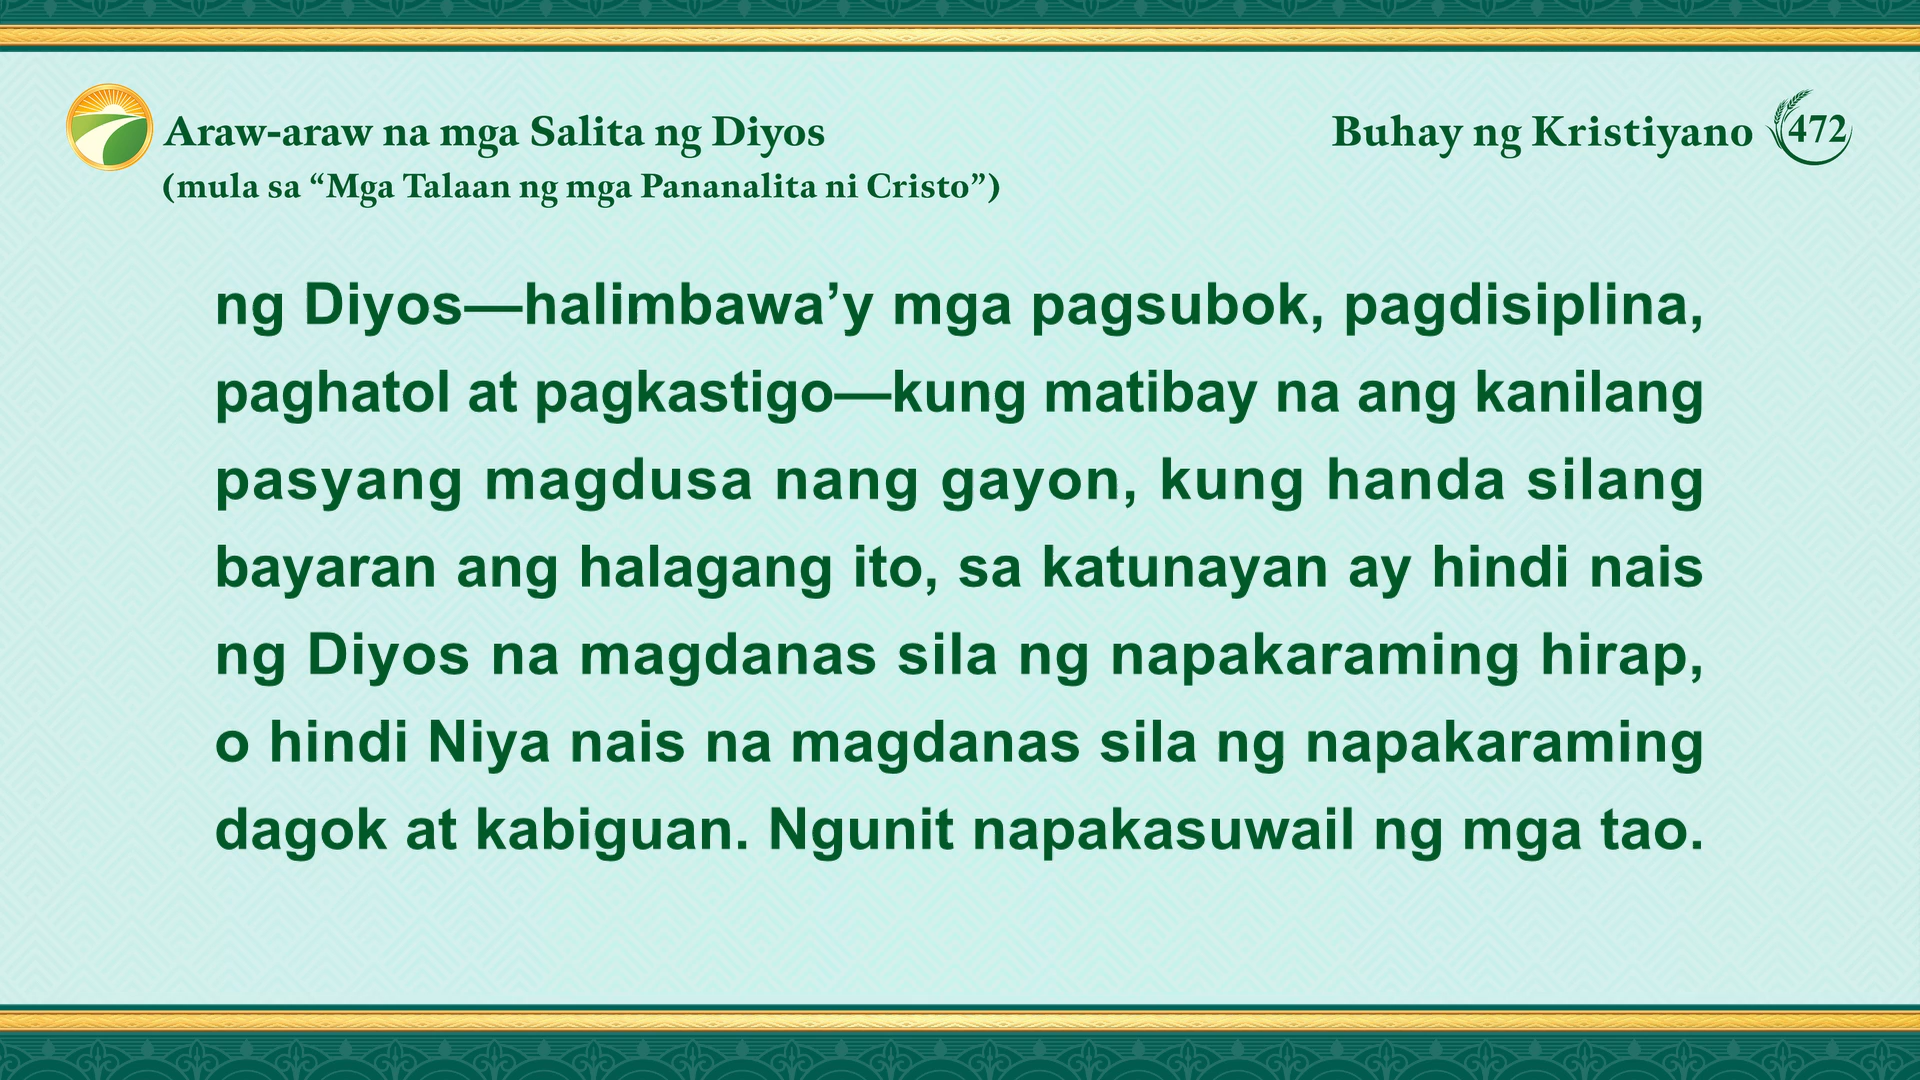 Araw-araw na mga Salita ng Diyos
(mula sa “Mga Talaan ng mga Pananalita ni Cristo”)
Buhay ng Kristiyano 472
ng Diyos—halimbawa’y mga pagsubok, pagdisiplina,
paghatol at pagkastigo—kung matibay na ang kanilang
pasyang magdusa nang gayon, kung handa silang
bayaran ang halagang ito, sa katunayan ay hindi nais
ng Diyos na magdanas sila ng napakaraming hirap,
o hindi Niya nais na magdanas sila ng napakaraming
dagok at kabiguan. Ngunit napakasuwail ng mga tao.